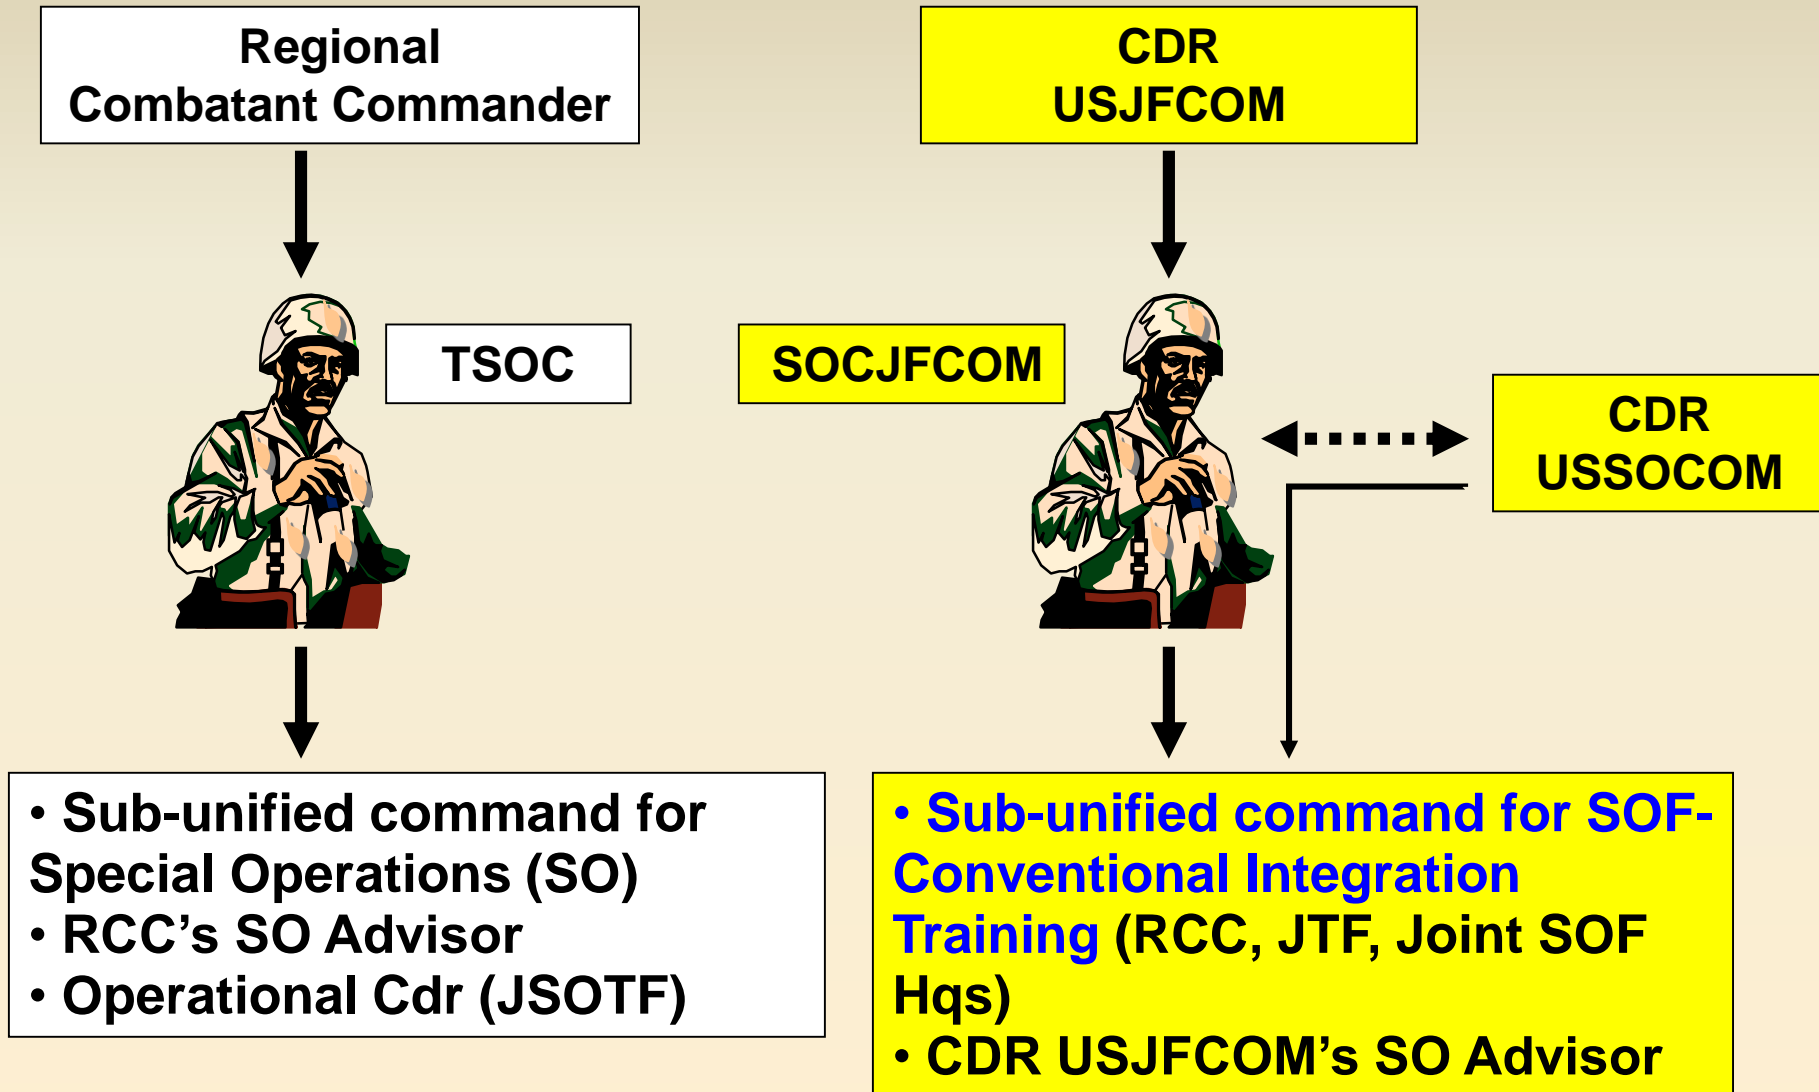 Regional
Combatant Commander
CDR
USJFCOM
TSOC
SOCJFCOM
CDR
USSOCOM
• Sub-unified command for
Special Operations (SO)
• RCC’s SO Advisor
• Operational Cdr (JSOTF)
• Sub-unified command for SOF-
Conventional Integration
Training (RCC, JTF, Joint SOF
Hqs)
• CDR USJFCOM’s SO Advisor